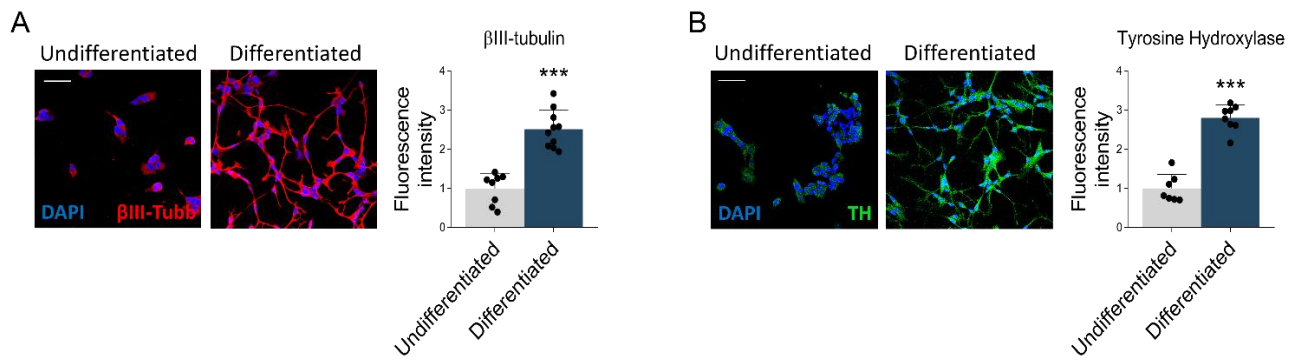 A
Undifferentiated Differentiated
DAPI βIII-Tubb
βIII-tubulin
Fluorescence
intensity
4
3
2
1
0
***
Undifferentiated
Differentiated
B
Undifferentiated Differentiated
DAPI TH
Tyrosine Hydroxylase
Fluorescence
intensity
4
3
2
1
0
***
Undifferentiated
Differentiated